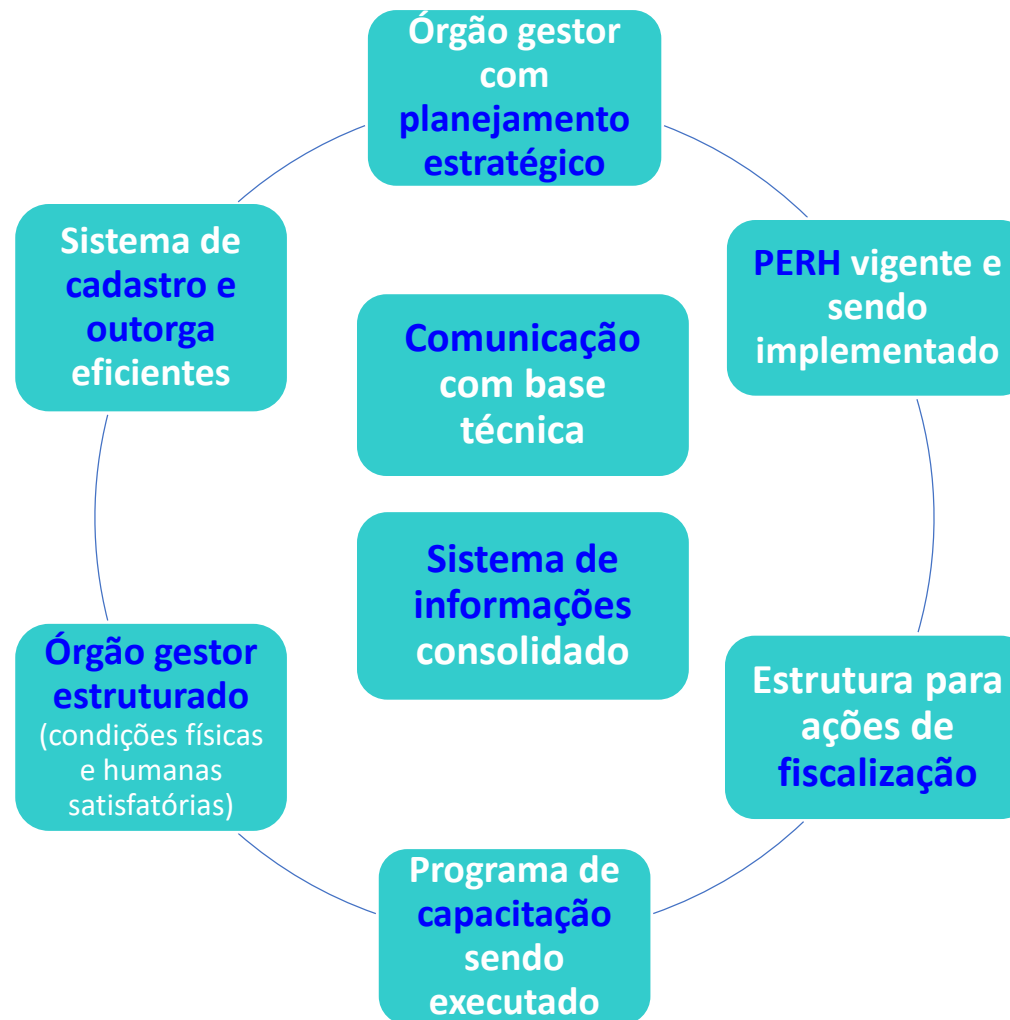 Órgão gestor
com
planejamento
estratégico
Sistema de
cadastro e
outorga
eficientes
PERH vigente e
sendo
implementado
Comunicação
com base
técnica
Sistema de
informações
consolidado
Órgão gestor
estruturado
(condições físicas
e humanas
satisfatórias)
Estrutura para
ações de
fiscalização
Programa de
capacitação
sendo
executado